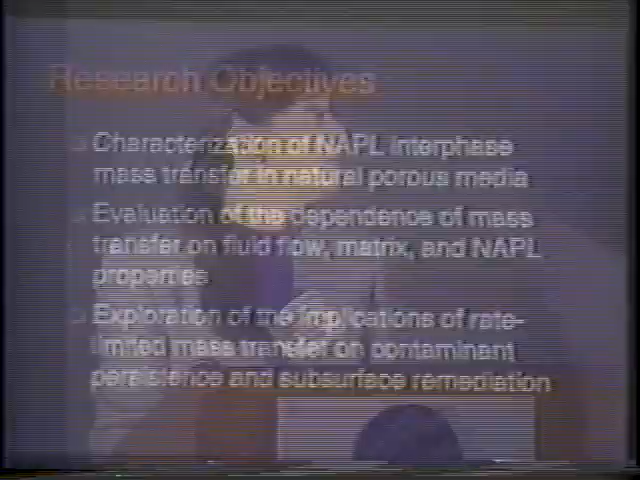 Research Objectives
Characterization of NAPL interphase
mass transfer in natural porous media
Evaluation of the dependence of mass
transfer on fluid flow, matrix, and NAPL
properties
Exploration of the implications of rate-
limited mass transfer on contaminant
persistence and subsurface remediation